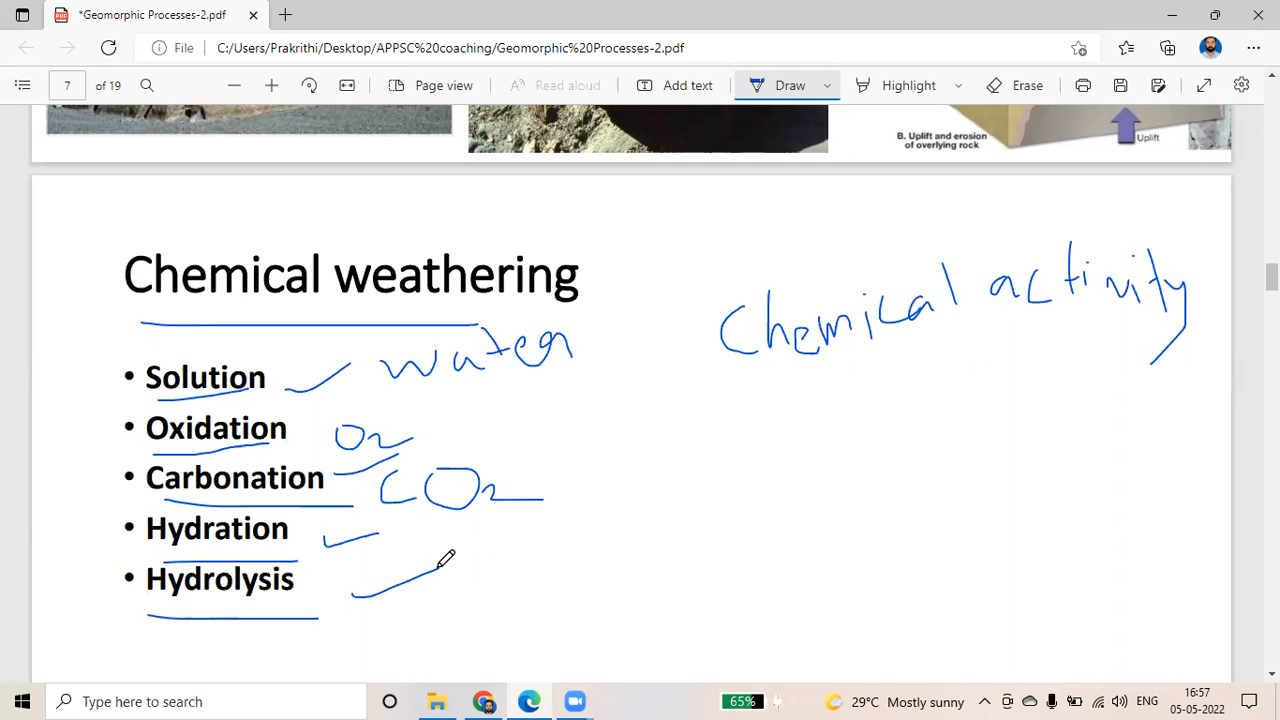 *Geomorphic Processes-2.pdf
File C:/Users/Prakrithi/Desktop/APPSC%20coaching/Geomorphic%20Processes-2.pdf
7 of 19 Page view Read aloud Add text Draw Highlight Erase
B. Uplift and erosion
of overlying rock
Uplift
Chemical weathering
Chemical activity
• Solution water
• Oxidation O2
• Carbonation CO2
• Hydration
• Hydrolysis
Type here to search
65%
29°C Mostly sunny
ENG
16:57
05-05-2022